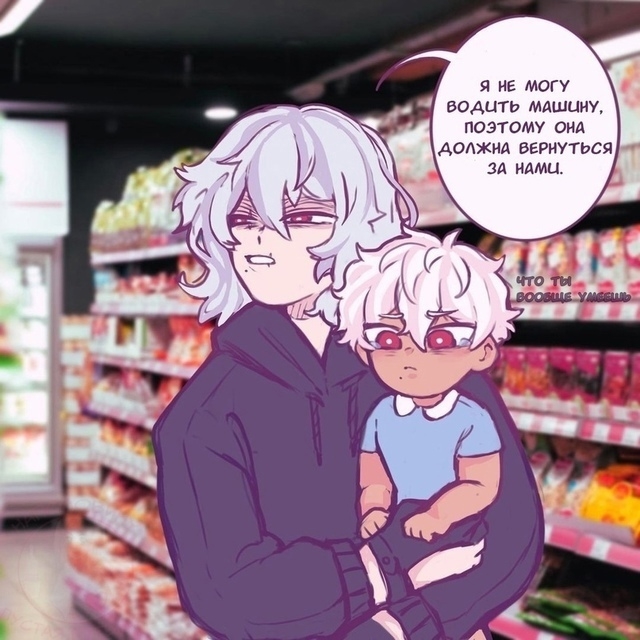 Я НЕ МОГУ
ВОДИТЬ МАШИНУ,
ПОЭТОМУ ОНА
ДОЛЖНА ВЕРНУТЬСЯ
ЗА НАМИ.
ЧТО ТЫ
ВООБЩЕ УМЕЕШЬ